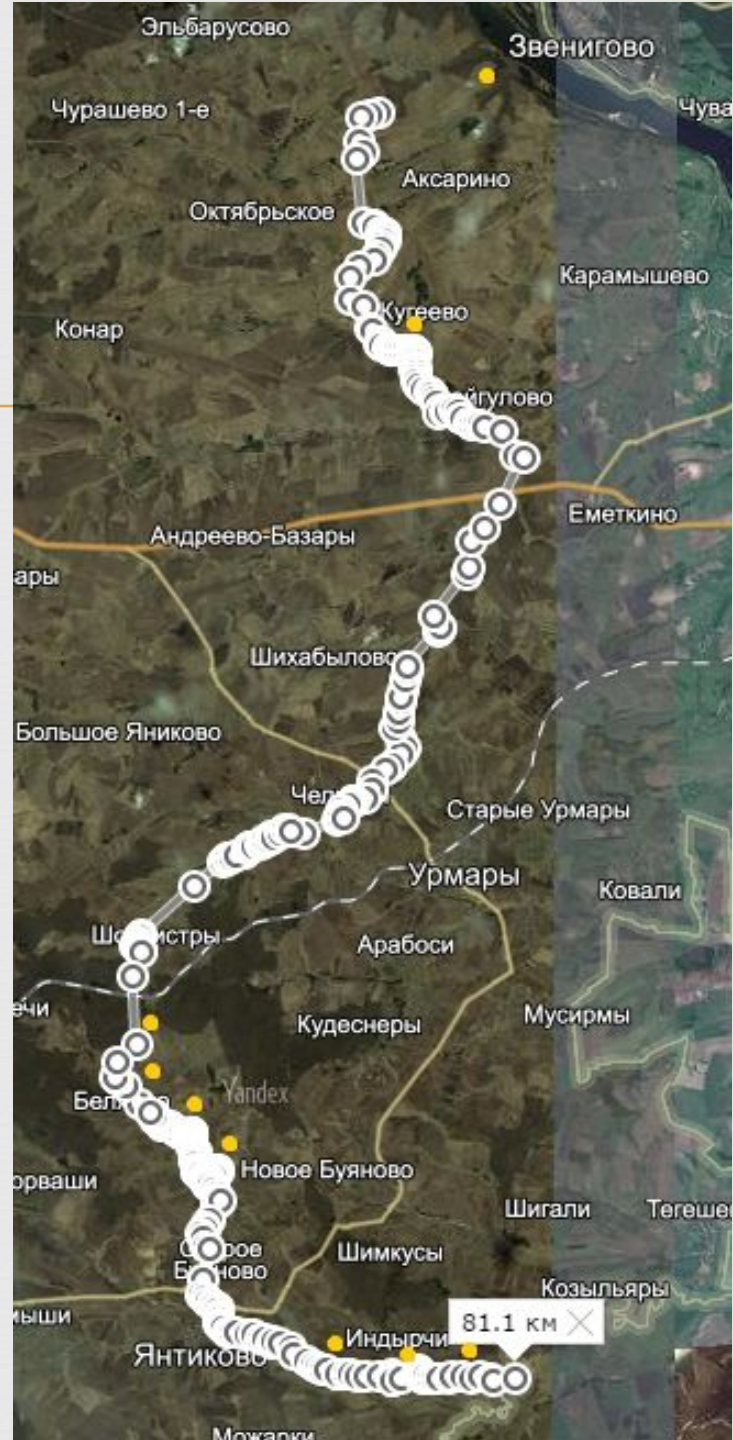 Эльбарусово
Звенигово
Чурашево 1-е
Чува
Аксарино
Октябрьское
Карамышево
Кугеево
Конар
йгулово
Еметкино
Андреево-Базары
ары
Шихабылово
Большое Яниково
Чел
Старые Урмары
Урмары
Ковали
Шо истры
Арабоси
ечи
Мусирмы
Кудеснеры
Yandex
Бел
Новое Буяново
орваши
Шигали
Тегеше
Шимкусы
Буяново
Козыльяры
ыши
81.1 км
Индырчи
Янтиково
Можарки